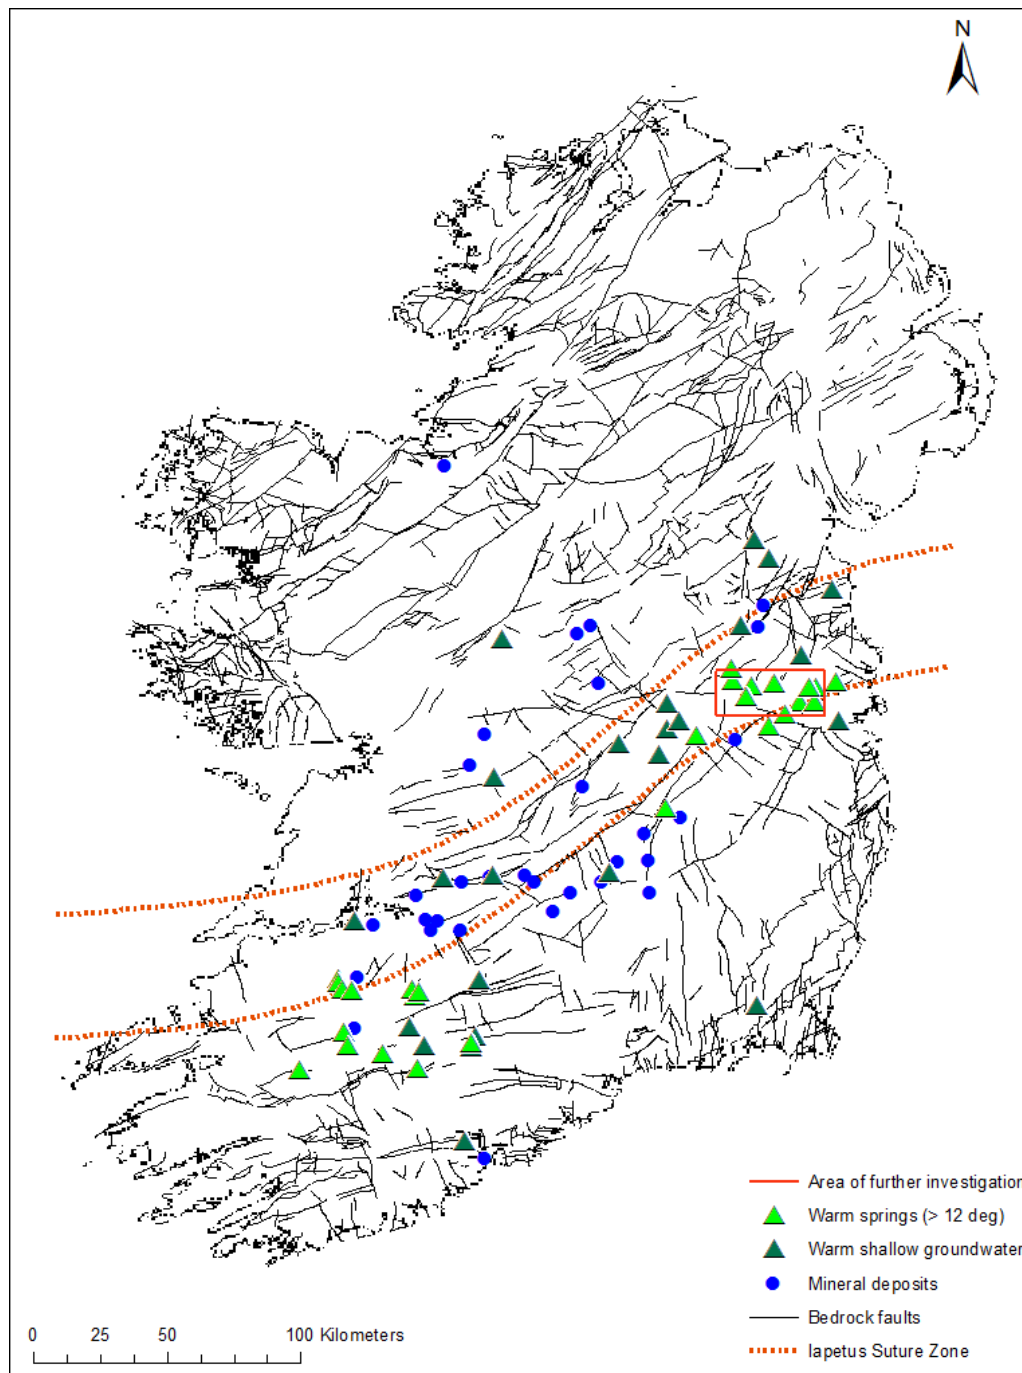 N
Area of further investigation
Warm springs (> 12 deg)
Warm shallow groundwater
Mineral deposits
Bedrock faults
Iapetus Suture Zone
0 25 50 100 Kilometers